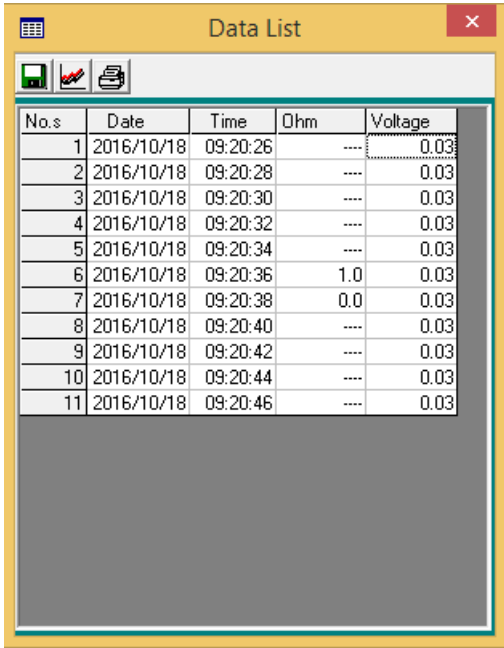 Data List
No.s Date Time Ohm Voltage
1 2016/10/18 09:20:26 ---- 0.03
2 2016/10/18 09:20:28 ---- 0.03
3 2016/10/18 09:20:30 ---- 0.03
4 2016/10/18 09:20:32 ---- 0.03
5 2016/10/18 09:20:34 ---- 0.03
6 2016/10/18 09:20:36 1.0 0.03
7 2016/10/18 09:20:38 0.0 0.03
8 2016/10/18 09:20:40 ---- 0.03
9 2016/10/18 09:20:42 ---- 0.03
10 2016/10/18 09:20:44 ---- 0.03
11 2016/10/18 09:20:46 ---- 0.03